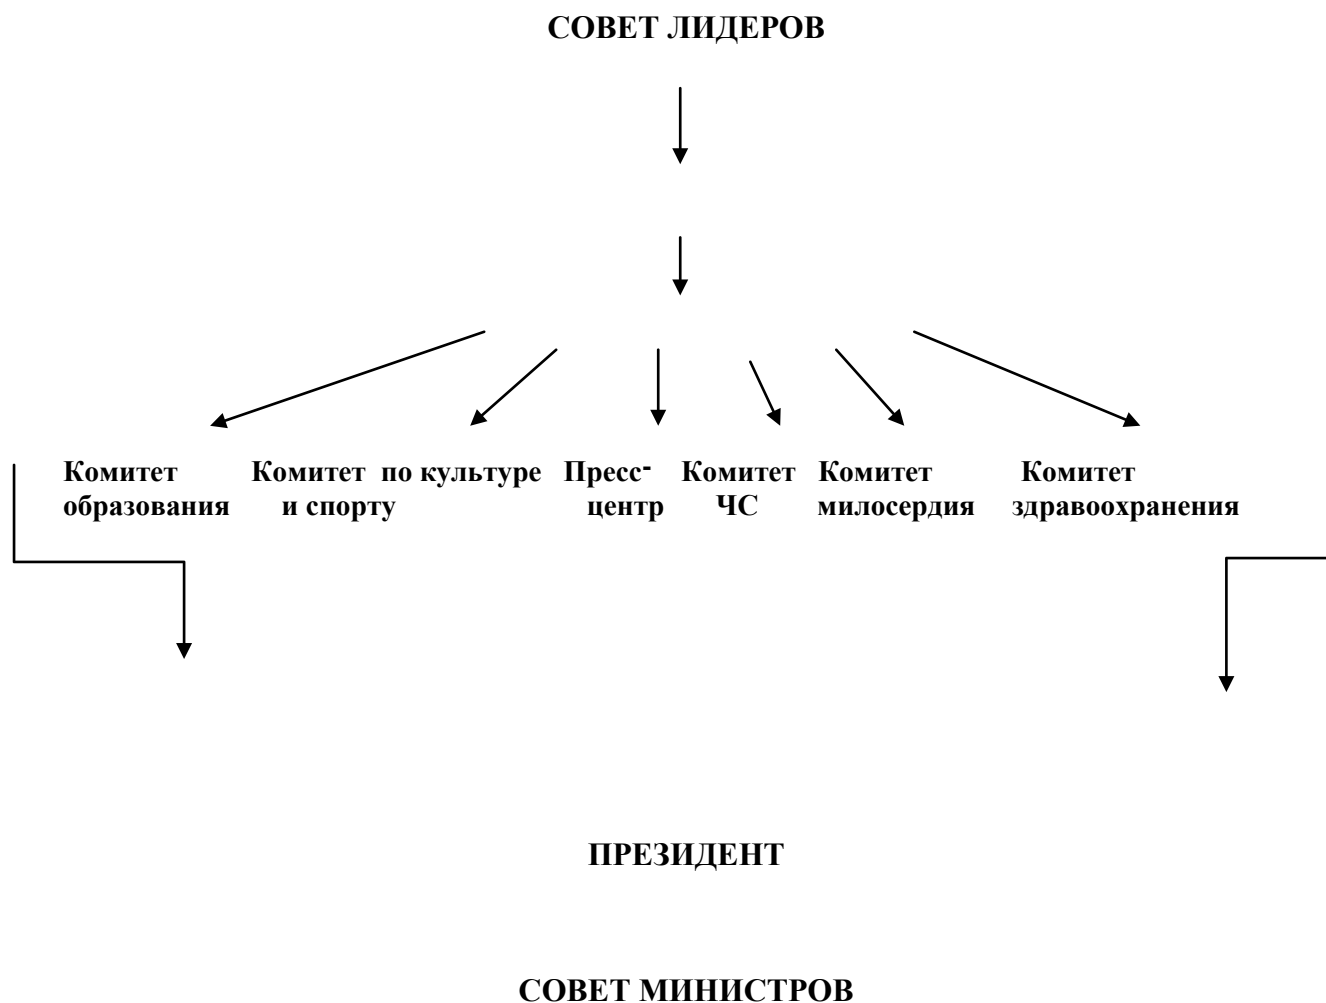 СОВЕТ ЛИДЕРОВ
Комитет Комитет по культуре Пресс- Комитет Комитет Комитет
образования и спорту центр ЧС милосердия здравоохранения
ПРЕЗИДЕНТ
СОВЕТ МИНИСТРОВ